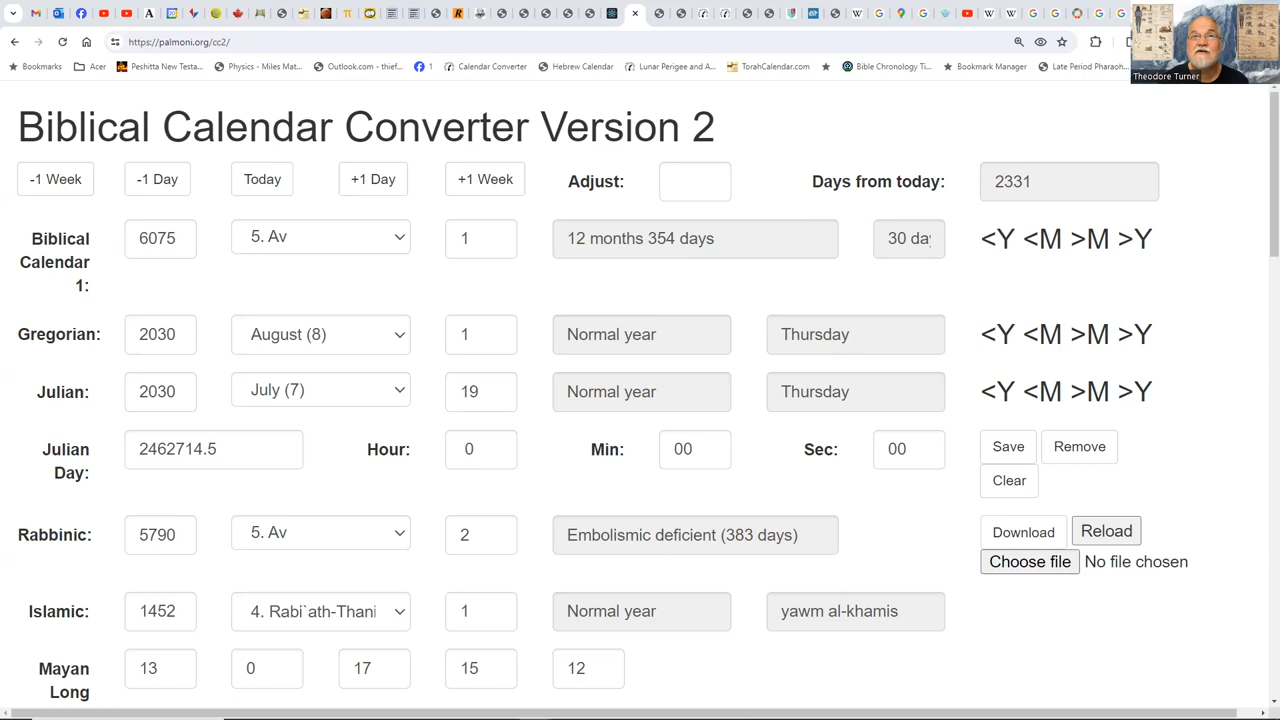 https://palmoni.org/cc2/
Bookmarks Acer Peshitta New Testa... Physics - Miles Mat... Outlook.com - thief... 1 Calendar Converter Hebrew Calendar Lunar Perigee and A... TorahCalendar.com Bible Chronology Ti... Bookmark Manager Late Period Pharaoh...
Theodore Turner
Biblical Calendar Converter Version 2
-1 Week -1 Day Today +1 Day +1 Week Adjust: Days from today: 2331
Biblical Calendar 1: 6075 5. Av 1 12 months 354 days 30 day <Y <M >M >Y
Gregorian: 2030 August (8) 1 Normal year Thursday <Y <M >M >Y
Julian: 2030 July (7) 19 Normal year Thursday <Y <M >M >Y
Julian Day: 2462714.5 Hour: 0 Min: 00 Sec: 00 Save Remove
Clear
Rabbinic: 5790 5. Av 2 Embolismic deficient (383 days) Download Reload
Choose file No file chosen
Islamic: 1452 4. Rabi`ath-Thani 1 Normal year yawm al-khamis
Mayan Long 13 0 17 15 12